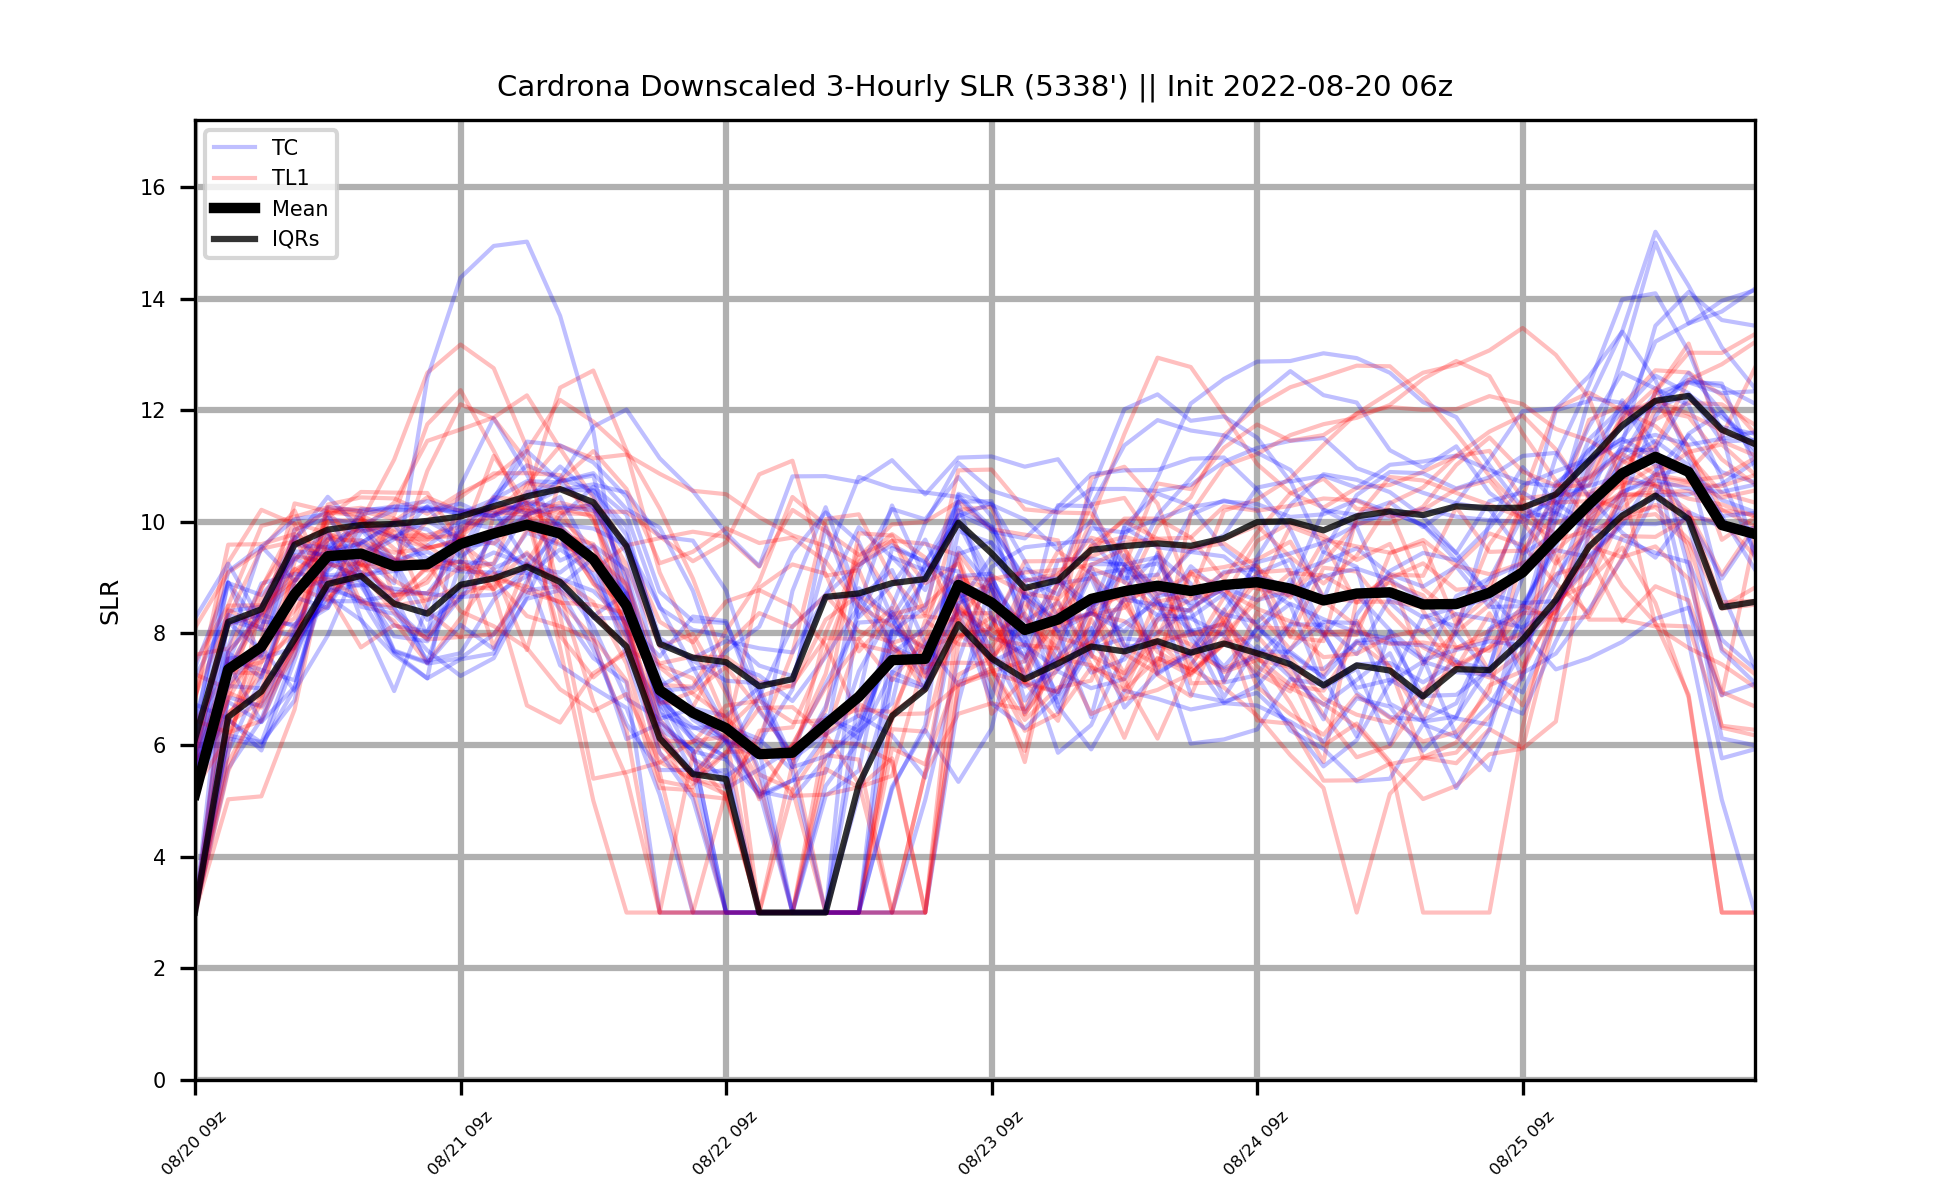 Cardrona Downscaled 3-Hourly SLR (5338') || Init 2022-08-20 06z
TC
TL1
Mean
IQRs
SLR
16
14
12
10
8
6
4
2
0
08/20 09z
08/21 09z
08/22 09z
08/23 09z
08/24 09z
08/25 09z